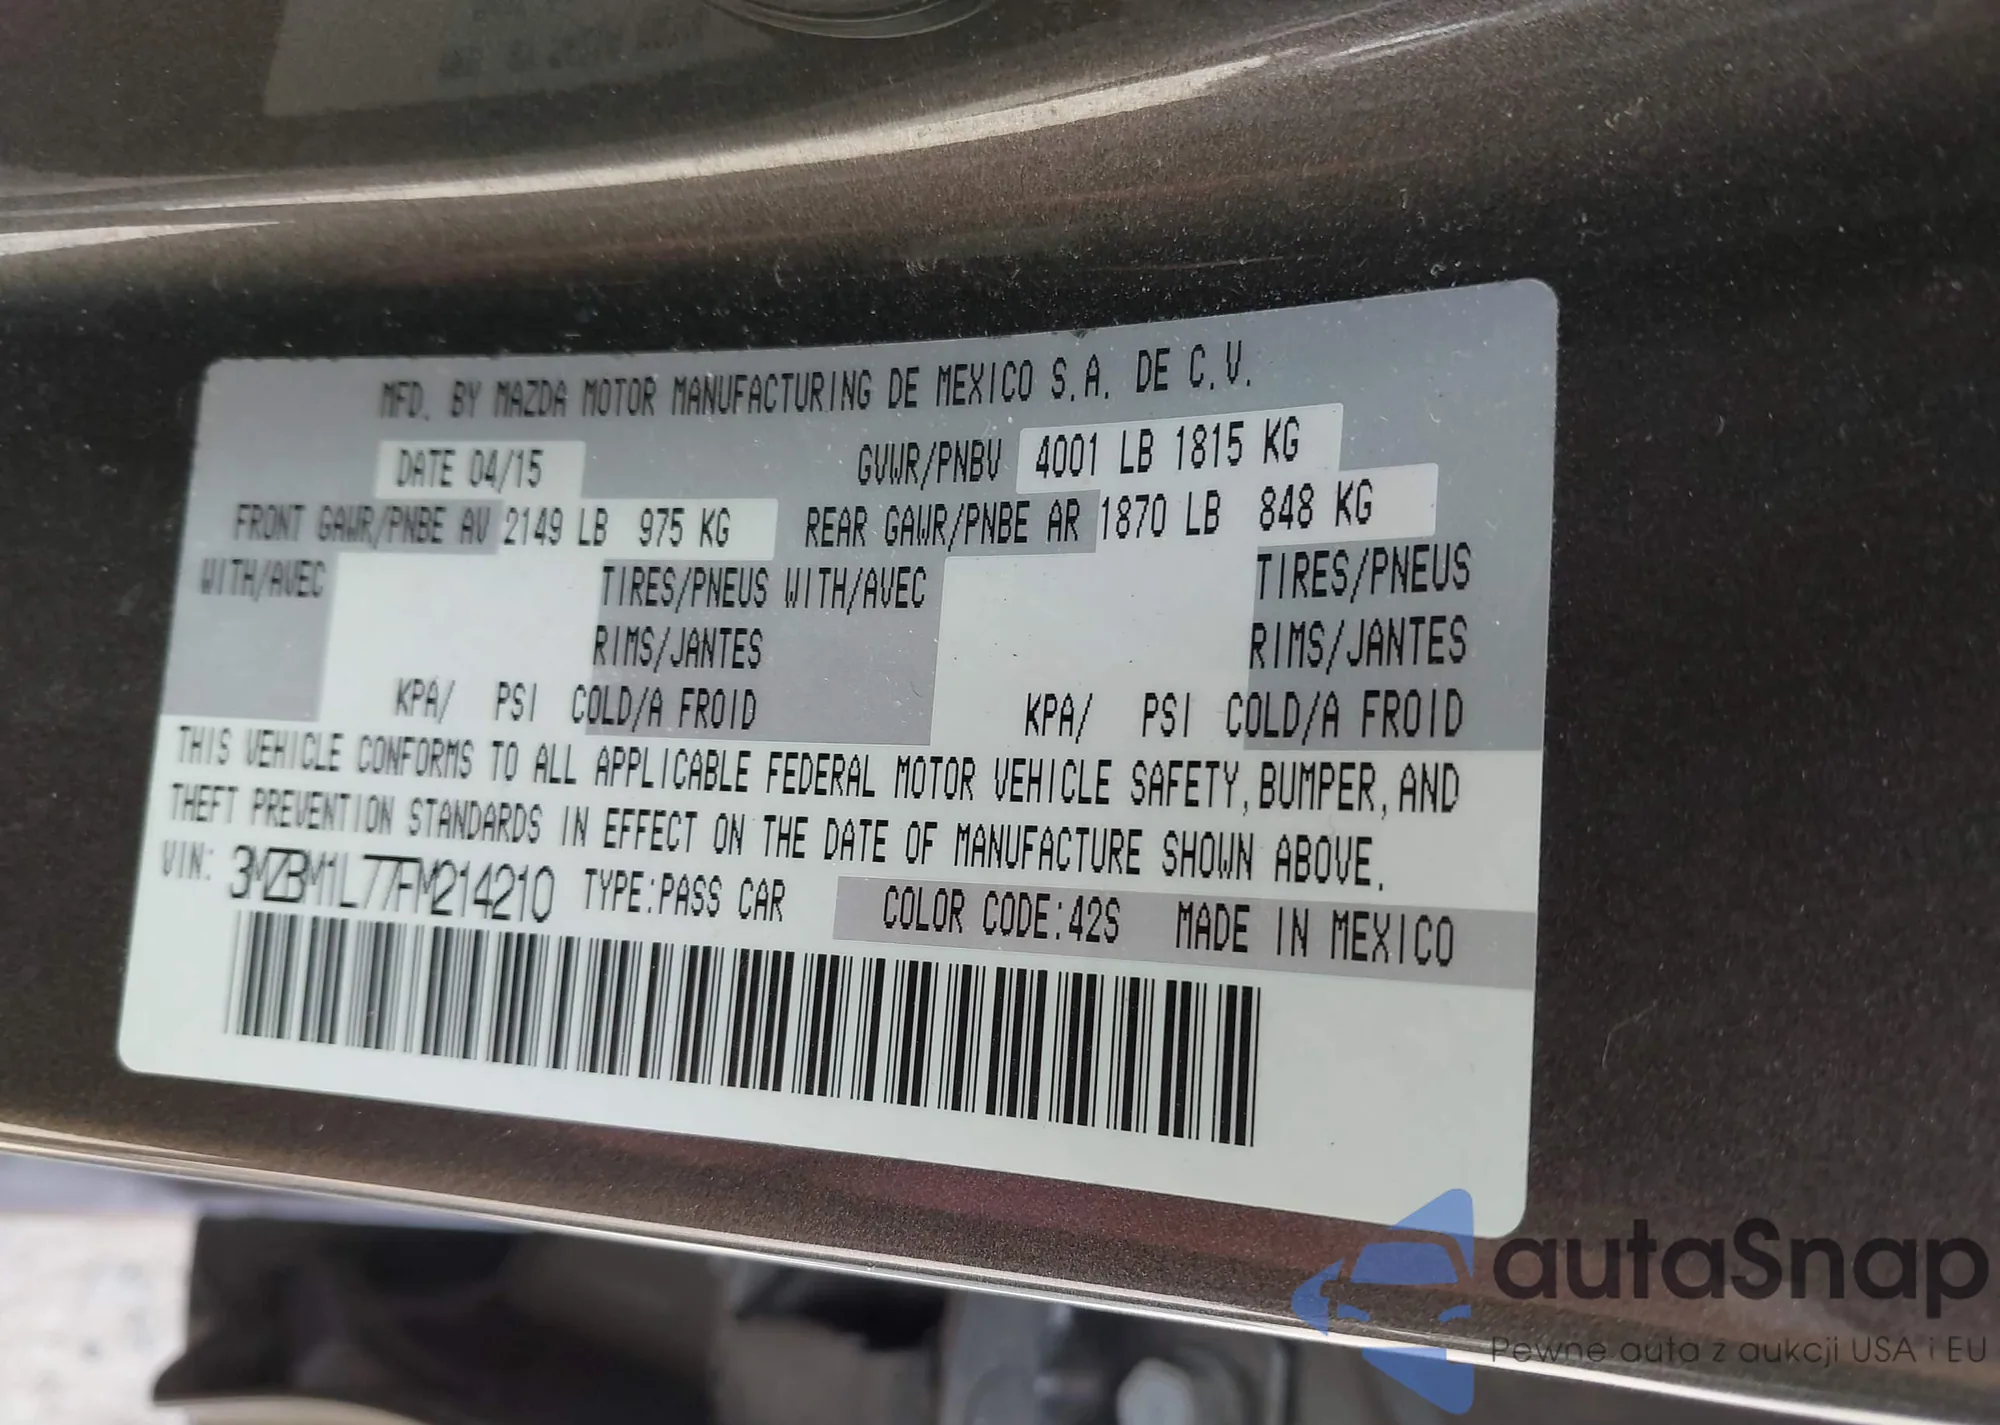 MFD. BY MAZDA MOTOR MANUFACTURING DE MEXICO S.A. DE C.V.
DATE 04/15 GVWR/PNBV 4001 LB 1815 KG
FRONT GAWR/PNBE AV 2149 LB 975 KG REAR GAWR/PNBE AR 1870 LB 848 KG
WITH/AVEC TIRES/PNEUS WITH/AVEC TIRES/PNEUS
RIMS/JANTES RIMS/JANTES
KPA/ PSI COLD/A FROID KPA/ PSI COLD/A FROID
THIS VEHICLE CONFORMS TO ALL APPLICABLE FEDERAL MOTOR VEHICLE SAFETY, BUMPER, AND
THEFT PREVENTION STANDARDS IN EFFECT ON THE DATE OF MANUFACTURE SHOWN ABOVE.
VIN: 3MZBM1L77FM214210 TYPE:PASS CAR COLOR CODE:42S MADE IN MEXICO
autaSnap
Pewne auta z aukcji USA i EU